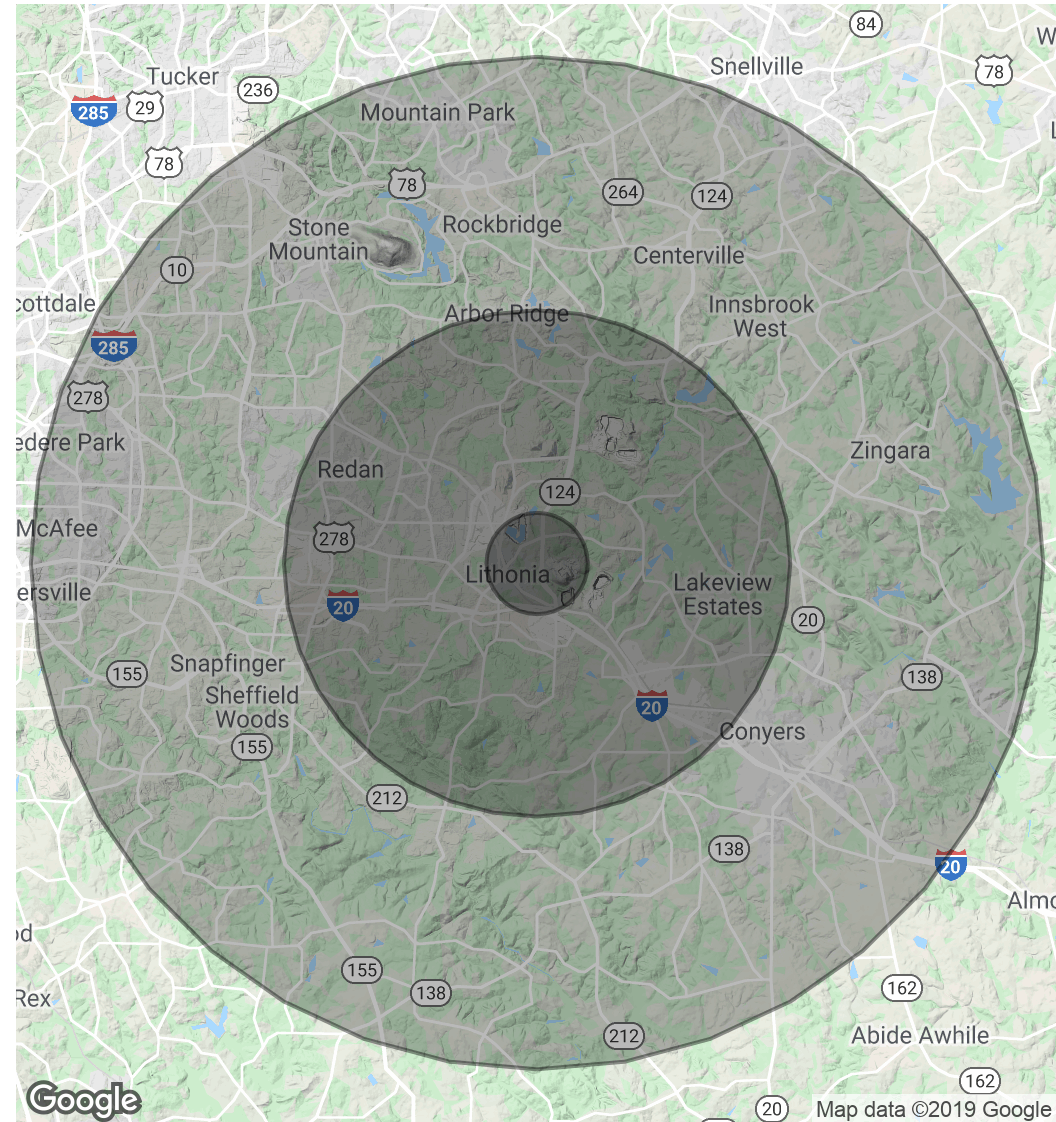 84
W
Snellville
Tucker
78
236
285
29
Mountain Park
78
78
264
124
Stone
Mountain
Rockbridge
Centerville
10
cottdale
Innsbrook
West
Arbor Ridge
285
278
edere Park
Zingara
Redan
124
McAfee
278
Lithonia
Lakeview
Estates
ersville
20
20
Snapfinger
155
138
Sheffield
Woods
20
Conyers
155
212
138
20
Almo
od
155
138
Rex
162
212
Abide Awhile
162
Google
20
Map data ©2019 Google